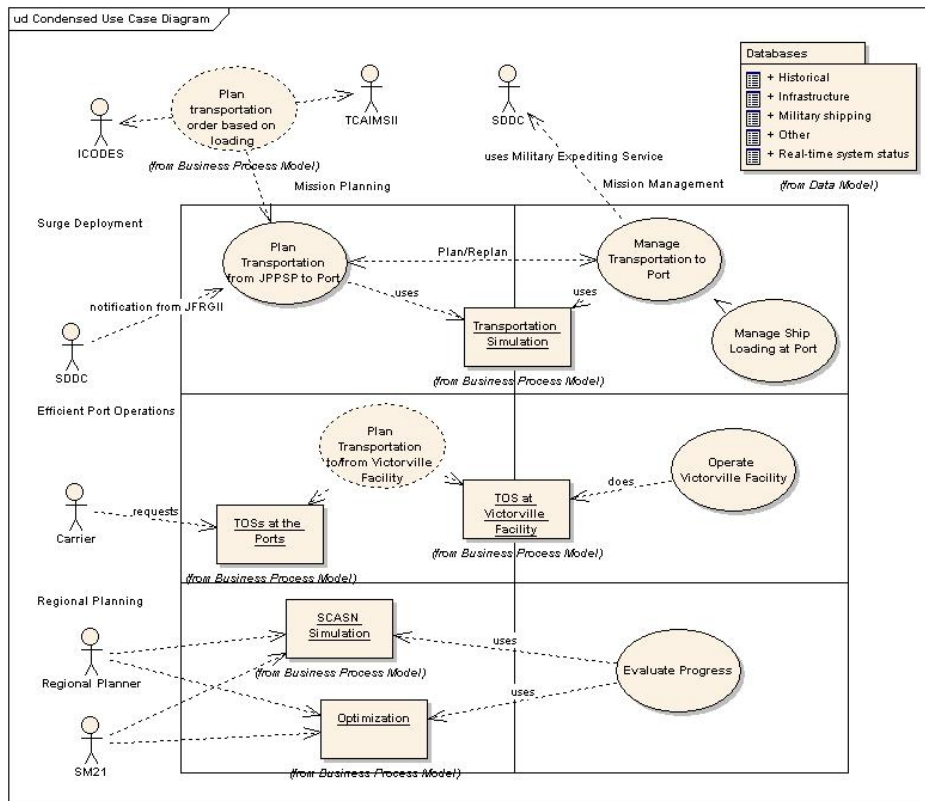 ud Condensed Use Case Diagram
Databases
+ Historical
+ Infrastructure
+ Military shipping
+ Other
+ Real-time system status
(from Data Model)
Plan
transportation
order based on
loading
(from Business Process Model)
ICODES
TCAIMSII
SDDC
uses Military Expediting Service
Mission Planning
Mission Management
Surge Deployment
Plan
Transportation
from JPPSP to Port
Plan/Replan
Manage
Transportation to
Port
notification from JFRGII
uses
uses
SDDC
Transportation
Simulation
(from Business Process Model)
Manage Ship
Loading at Port
Efficient Port Operations
Plan
Transportation
to/from Victorville
Facility
Operate
Victorville Facility
Carrier
requests
TOSs at the
Ports
(from Business Process Model)
TOS at
Victorville
Facility
(from Business Process Model)
does
Regional Planning
SCASN
Simulation
(from Business Process Model)
uses
Regional Planner
Evaluate Progress
uses
Optimization
(from Business Process Model)
SM21